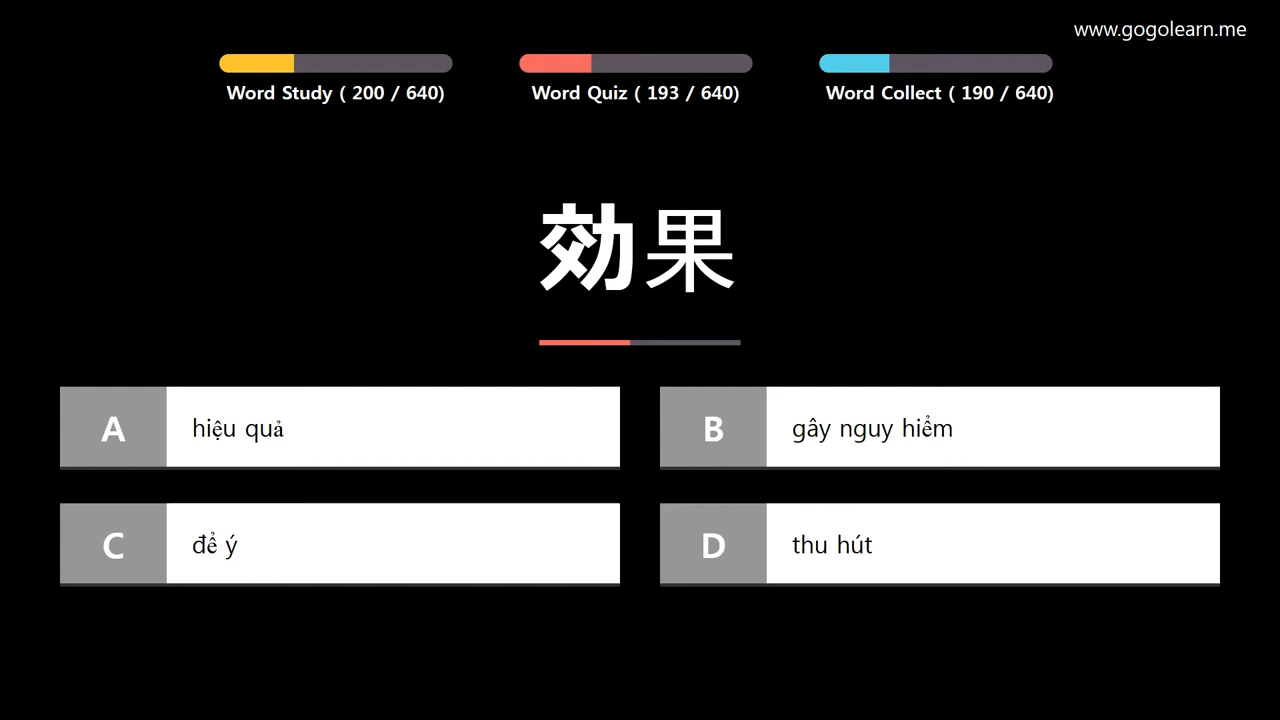 www.gogolearn.me
Word Study ( 200 / 640)
Word Quiz ( 193 / 640)
Word Collect ( 190 / 640)
効果
A hiệu quả
B gây nguy hiểm
C để ý
D thu hút